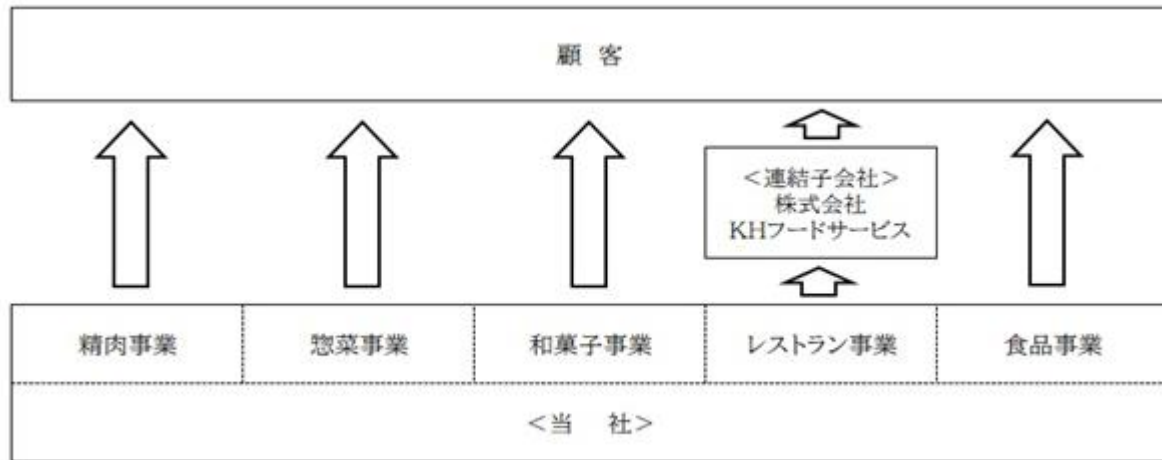 顧 客
＜連結子会社＞
株式会社
KHフードサービス
精肉事業
惣菜事業
和菓子事業
レストラン事業
食品事業
＜当 社＞